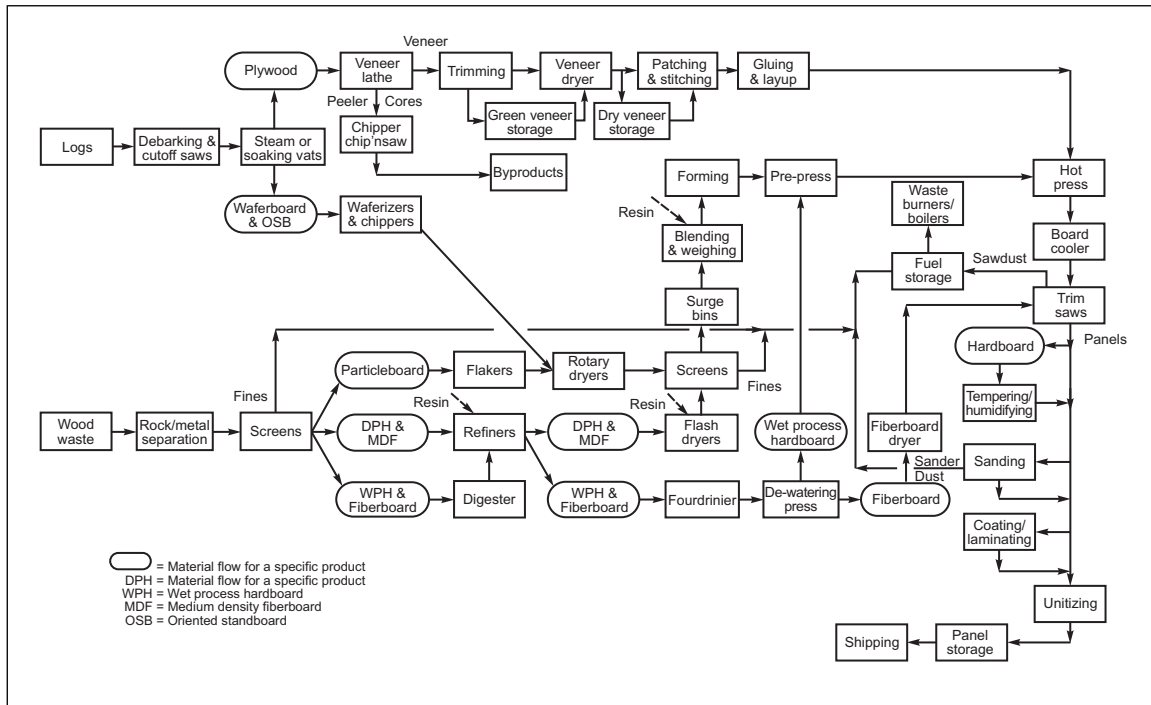 Veneer
Plywood
Veneer
lathe
Trimming
Veneer
dryer
Patching
& stitching
Gluing
& layup
Peeler
Cores
Green veneer
storage
Dry veneer
storage
Logs
Debarking &
cutoff saws
Steam or
soaking vats
Chipper
chip'nsaw
Byproducts
Waferboard
& OSB
Waferizers
& chippers
Forming
Pre-press
Hot
press
Waste
burners/
boilers
Resin
Blending
& weighing
Board
cooler
Fuel
storage
Sawdust
Surge
bins
Trim
saws
Panels
Hardboard
Particleboard
Flakers
Rotary
dryers
Screens
Fines
Fines
Tempering/
humidifying
Resin
Resin
Wood
waste
Rock/metal
separation
Screens
DPH &
MDF
Refiners
DPH &
MDF
Flash
dryers
Wet process
hardboard
Fiberboard
dryer
Sander
Dust
Sanding
WPH &
Fiberboard
Digester
WPH &
Fiberboard
Fourdrinier
De-watering
press
Fiberboard
Coating/
laminating
= Material flow for a specific product
DPH = Material flow for a specific product
WPH = Wet process hardboard
MDF = Medium density fiberboard
OSB = Oriented standboard
Unitizing
Shipping
Panel
storage